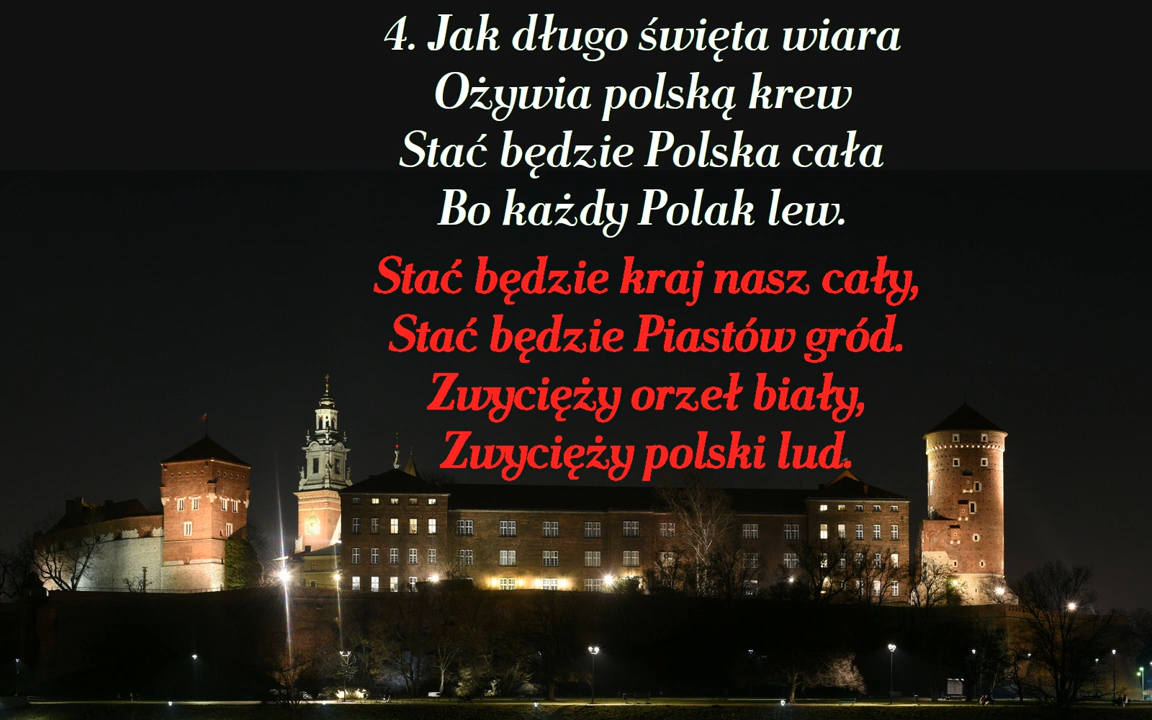 4. Jak długo święta wiara
Ożywia polską krew
Stać będzie Polska cała
Bo każdy Polak lew.
Stać będzie kraj nasz cały,
Stać będzie Piastów gród.
Zwycięży orzeł biały,
Zwycięży polski lud.